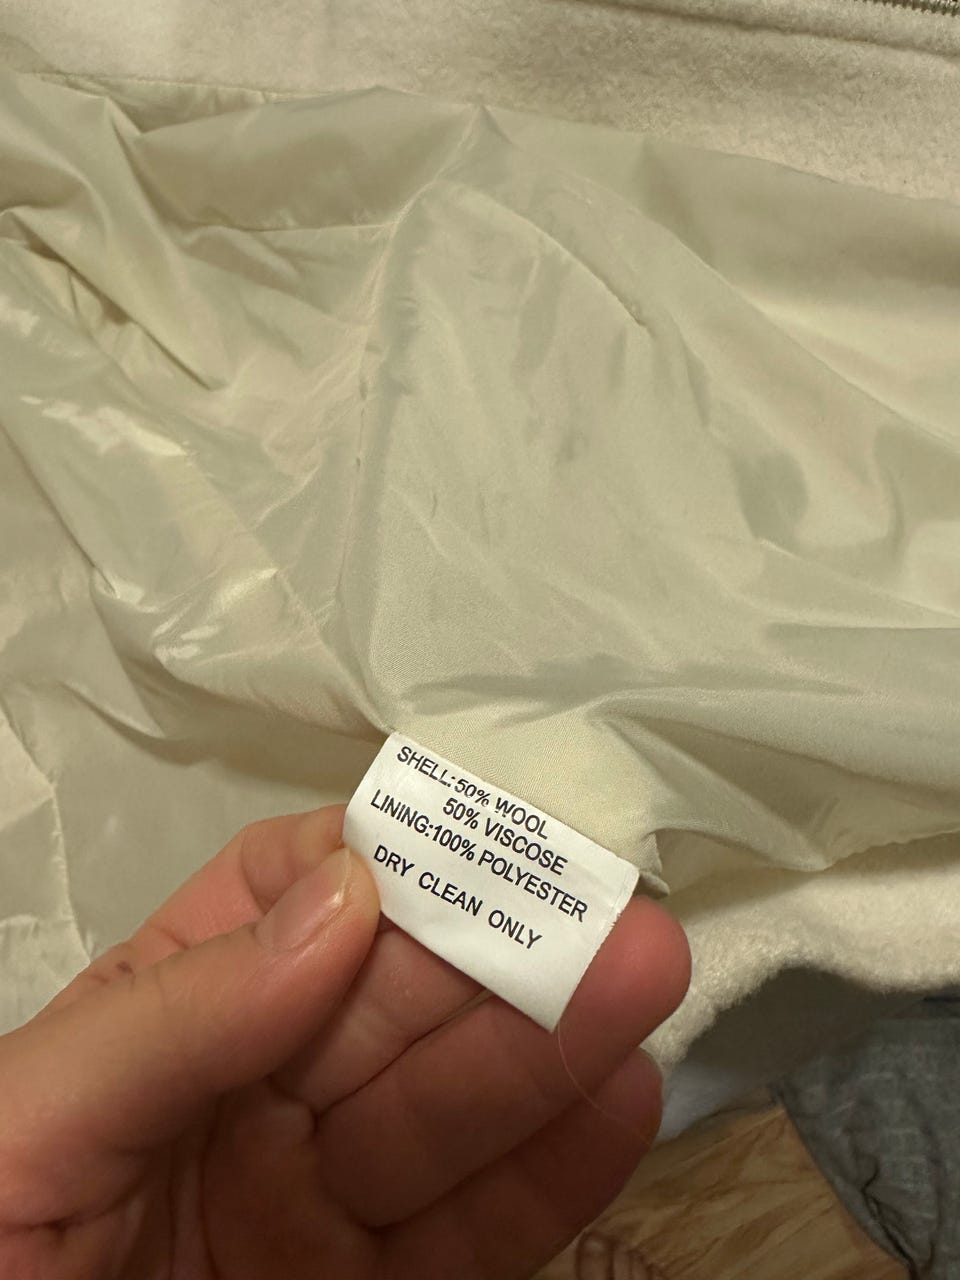 SHELL:50% WOOL
50% VISCOSE
LINING:100% POLYESTER
DRY CLEAN ONLY